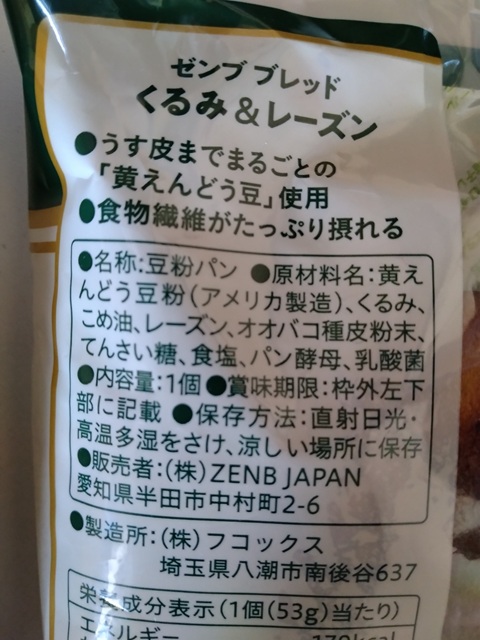 ゼンブ ブレッド
くるみ&レーズン
●うす皮までまるごとの
「黄えんどう豆」使用
●食物繊維がたっぷり摂れる
●名称:豆粉パン ●原材料名:黄え
んどう豆粉(アメリカ製造)、くるみ、
こめ油、レーズン、オオバコ種皮粉末、
てんさい糖、食塩、パン酵母、乳酸菌
●内容量:1個 ●賞味期限:枠外左下
部に記載 ●保存方法:直射日光・
高温多湿をさけ、涼しい場所に保存
●販売者:(株)ZENB JAPAN
愛知県半田市中村町2-6
●製造所:(株)フコックス
埼玉県八潮市南後谷637
栄養成分表示(1個(53g)当たり)
エネルギー 170kcal